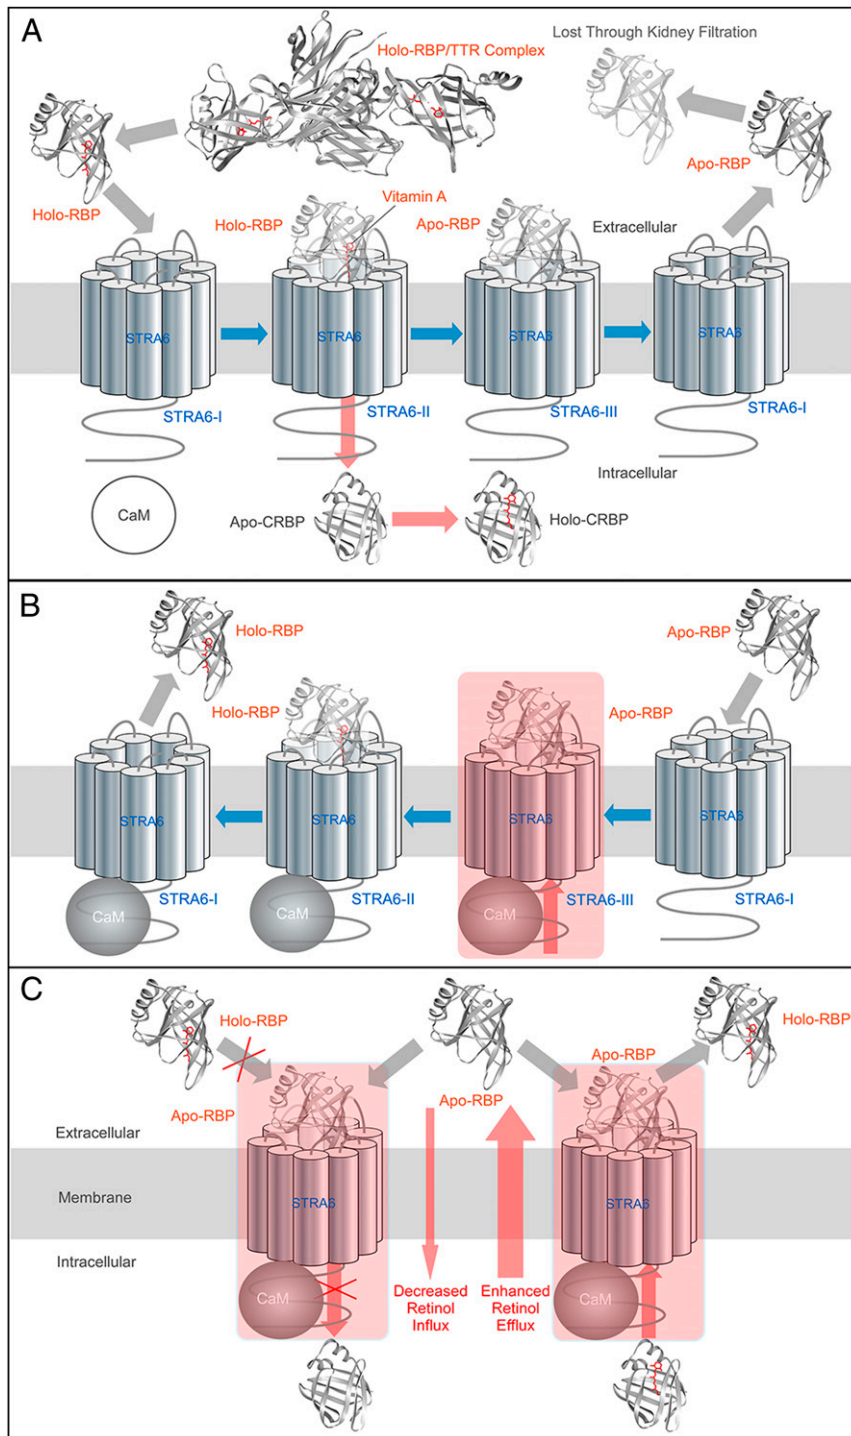 A
Holo-RBP/TTR Complex
Lost Through Kidney Filtration
Holo-RBP
Apo-RBP
Vitamin A
Holo-RBP
Apo-RBP
Extracellular
STRA6
STRA6
STRA6
STRA6
STRA6-I
STRA6-II
STRA6-III
STRA6-I
Intracellular
CaM
Apo-CRBP
Holo-CRBP
B
Holo-RBP
Apo-RBP
Holo-RBP
Apo-RBP
STRA6
STRA6
STRA6
STRA6
CaM
STRA6-I
CaM
STRA6-II
CaM
STRA6-III
STRA6-I
C
Holo-RBP
Holo-RBP
Apo-RBP
Apo-RBP
Apo-RBP
Extracellular
Membrane
STRA6
STRA6
Intracellular
CaM
Decreased
Retinol
Influx
Enhanced
Retinol
Efflux
CaM